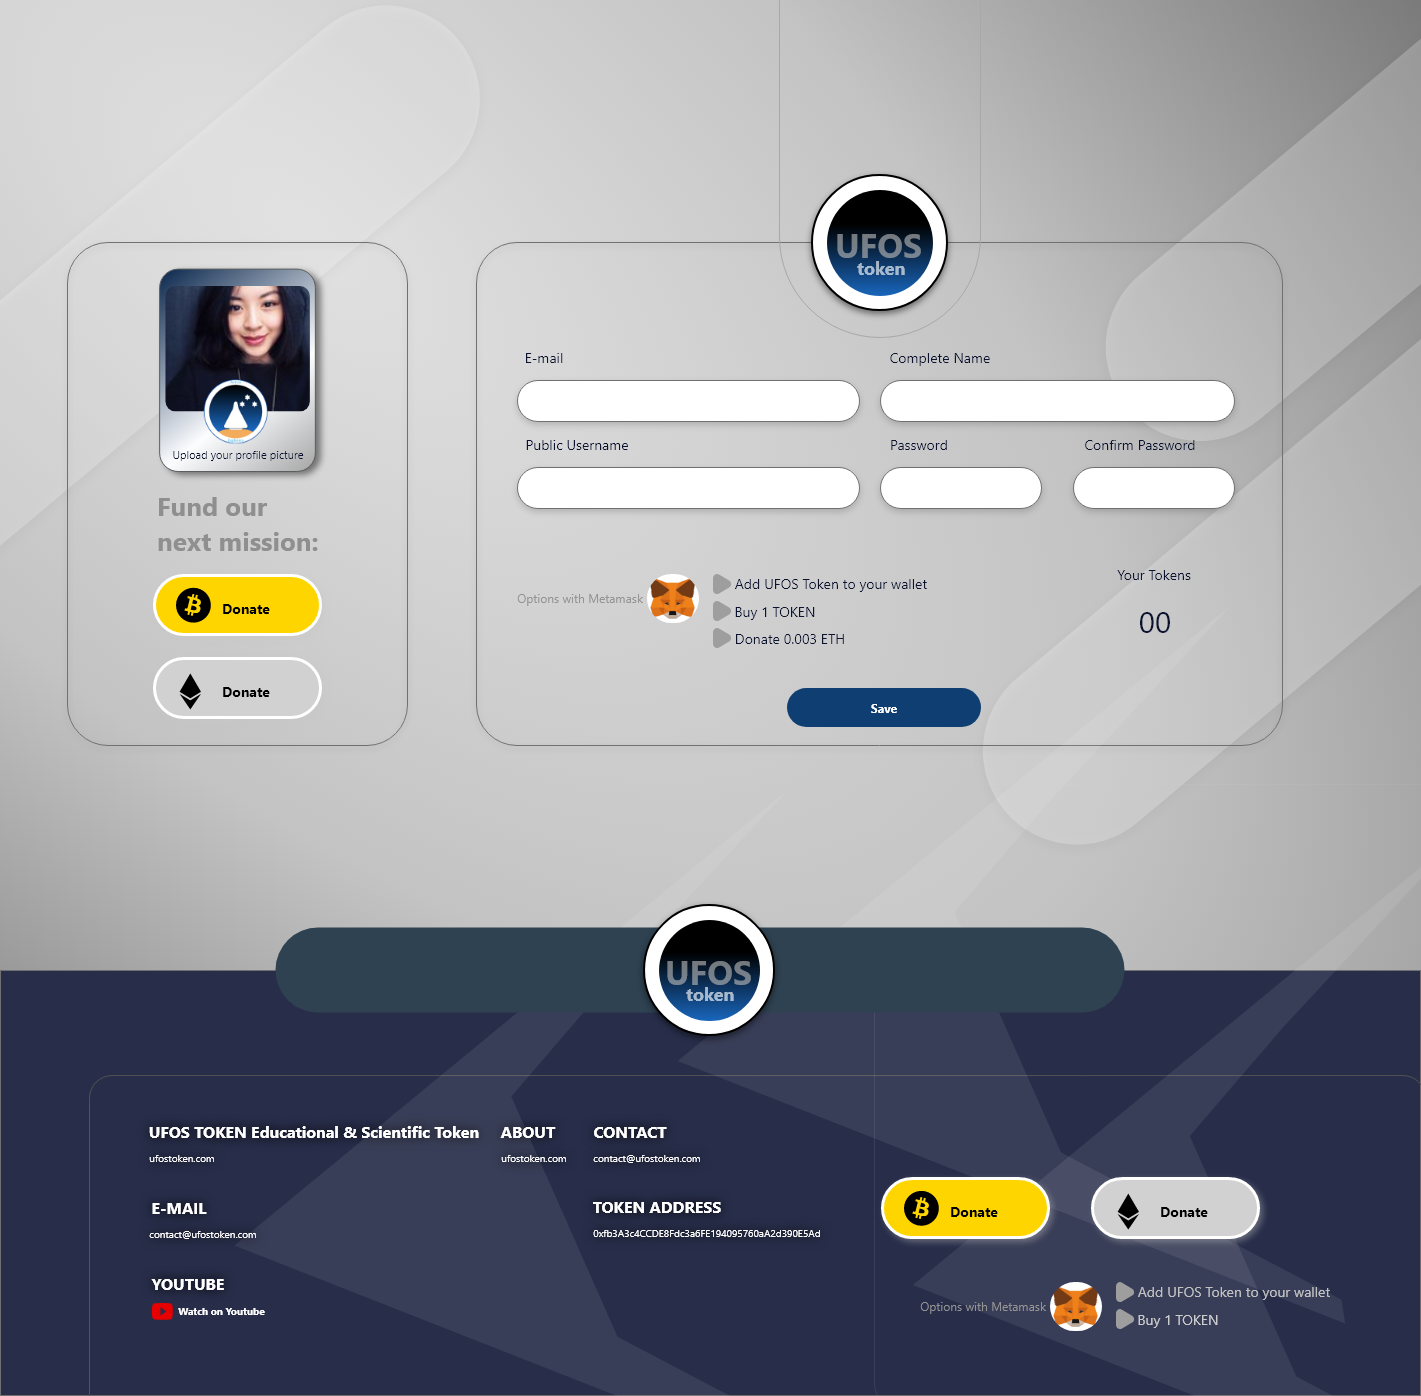 UFOS
token
Upload your profile picture
Fund our
next mission:
Donate
Donate
E-mail
Complete Name
Public Username
Password
Confirm Password
Options with Metamask
Add UFOS Token to your wallet
Buy 1 TOKEN
Donate 0.003 ETH
Your Tokens
00
Save
UFOS
token
UFOS TOKEN Educational & Scientific Token
ufostoken.com
E-MAIL
contact@ufostoken.com
YOUTUBE
Watch on Youtube
ABOUT
ufostoken.com
CONTACT
contact@ufostoken.com
TOKEN ADDRESS
0xfb3A3c4CCDE8Fdc3a6FE194095760aA2d390E5Ad
Donate
Donate
Options with Metamask
Add UFOS Token to your wallet
Buy 1 TOKEN